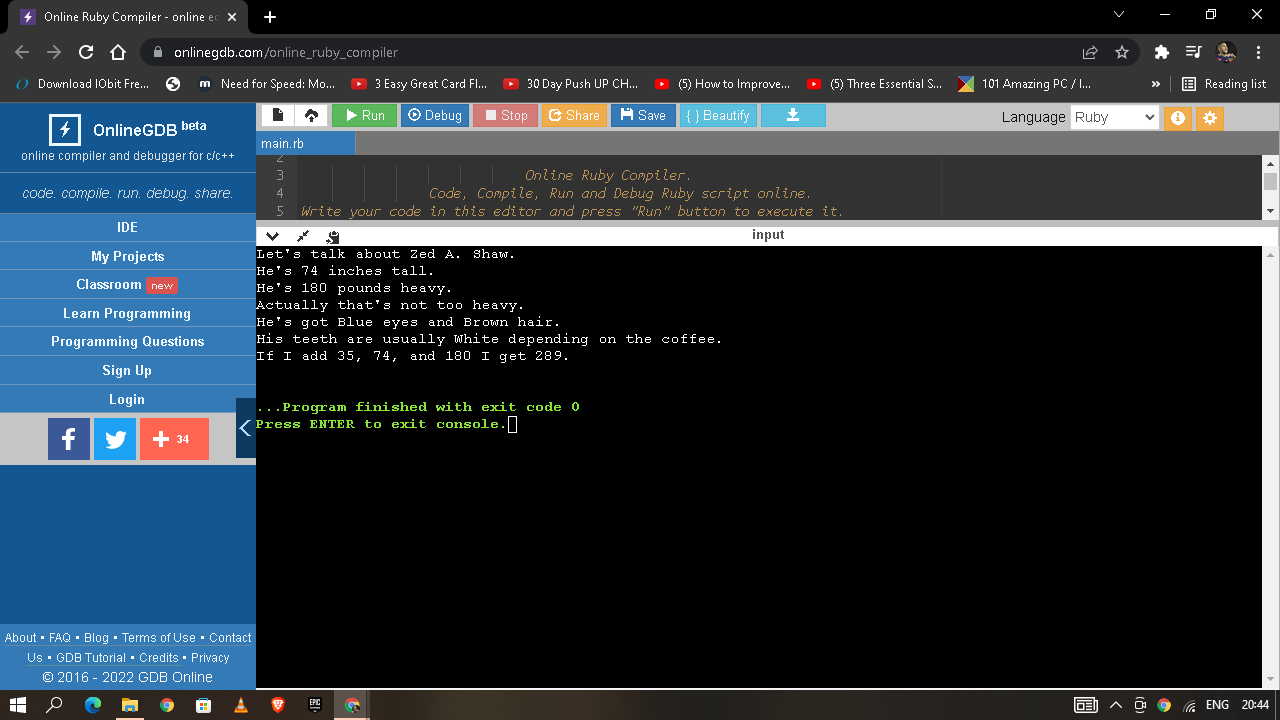 Online Ruby Compiler - online ed
onlinegdb.com/online_ruby_compiler
Download IObit Fre... Need for Speed: Mo... 3 Easy Great Card Fl... 30 Day Push UP CH... (5) How to Improve... (5) Three Essential S... 101 Amazing PC / I... » Reading list
OnlineGDB beta
online compiler and debugger for c/c++
code. compile. run. debug. share.
IDE
My Projects
Classroom new
Learn Programming
Programming Questions
Sign Up
Login
34
About • FAQ • Blog • Terms of Use • Contact
Us • GDB Tutorial • Credits • Privacy
© 2016 - 2022 GDB Online
Run Debug Stop Share Save { } Beautify Language Ruby
main.rb
2
3 Online Ruby Compiler.
4 Code, Compile, Run and Debug Ruby script online.
5 Write your code in this editor and press "Run" button to execute it.
input
Let's talk about Zed A. Shaw.
He's 74 inches tall.
He's 180 pounds heavy.
Actually that's not too heavy.
He's got Blue eyes and Brown hair.
His teeth are usually White depending on the coffee.
If I add 35, 74, and 180 I get 289.
...Program finished with exit code 0
Press ENTER to exit console.
EPIC ENG 20:44